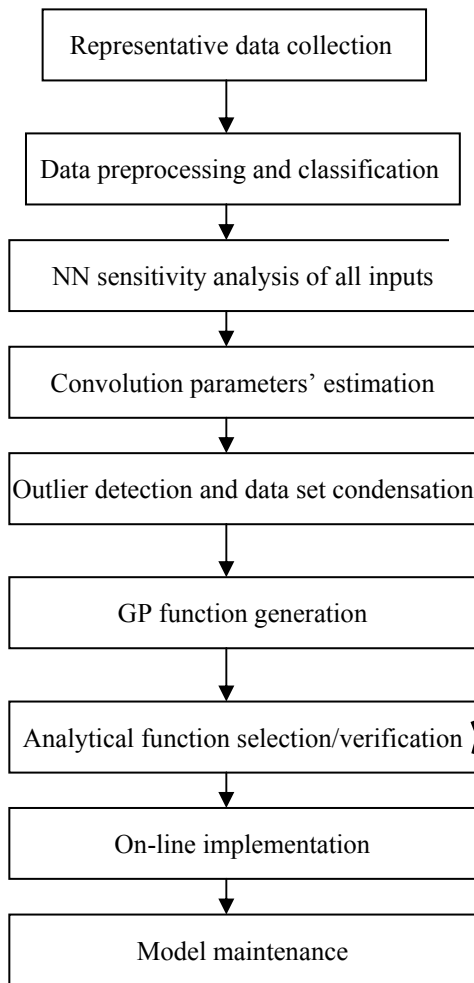 Representative data collection
Data preprocessing and classification
NN sensitivity analysis of all inputs
Convolution parameters’ estimation
Outlier detection and data set condensation
GP function generation
Analytical function selection/verification
On-line implementation
Model maintenance